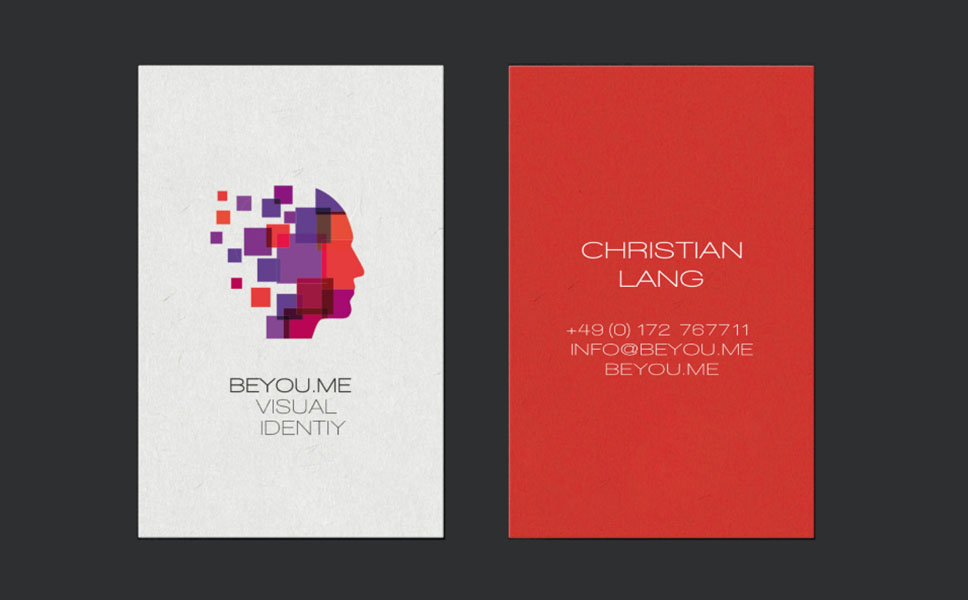 BEYOU.ME
VISUAL
IDENTIY
CHRISTIAN
LANG
+49 (0) 172 767711
INFO@BEYOU.ME
BEYOU.ME